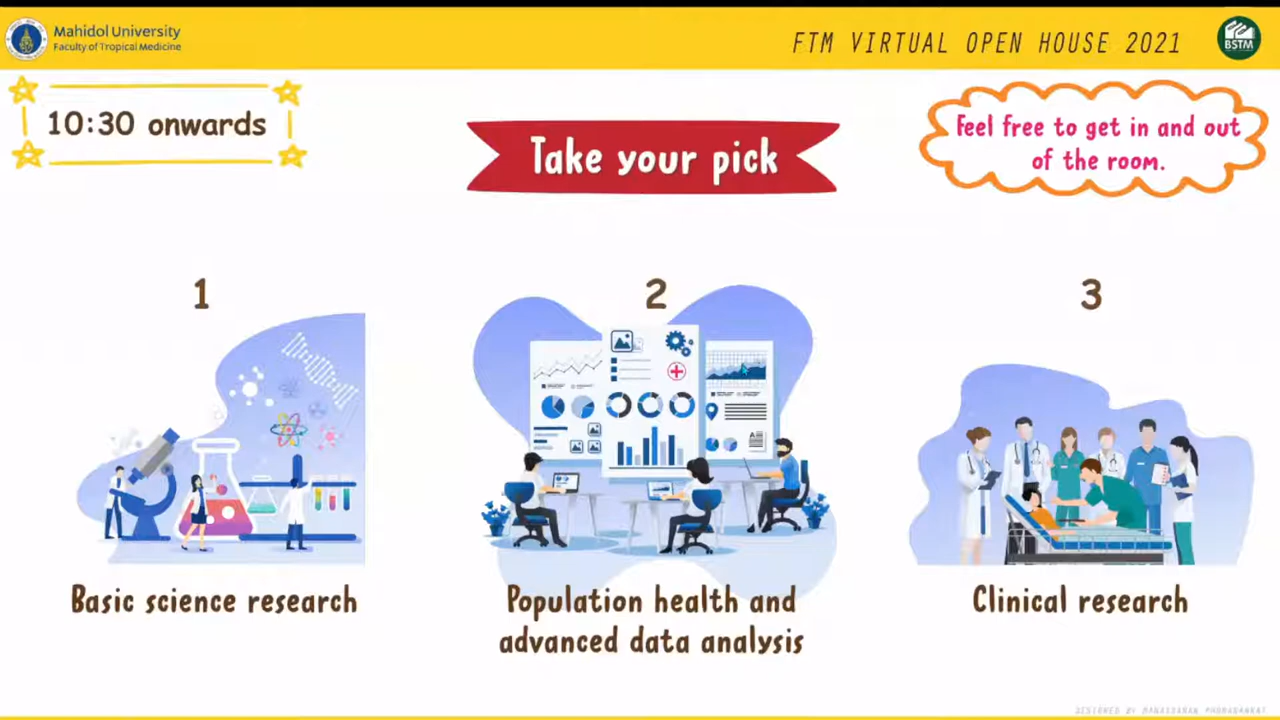 Mahidol University
Faculty of Tropical Medicine
FTM VIRTUAL OPEN HOUSE 2021
BSTM
10:30 onwards
Take your pick
Feel free to get in and out
of the room.
1
2
3
Basic science research
Population health and
advanced data analysis
Clinical research
DESIGNED BY